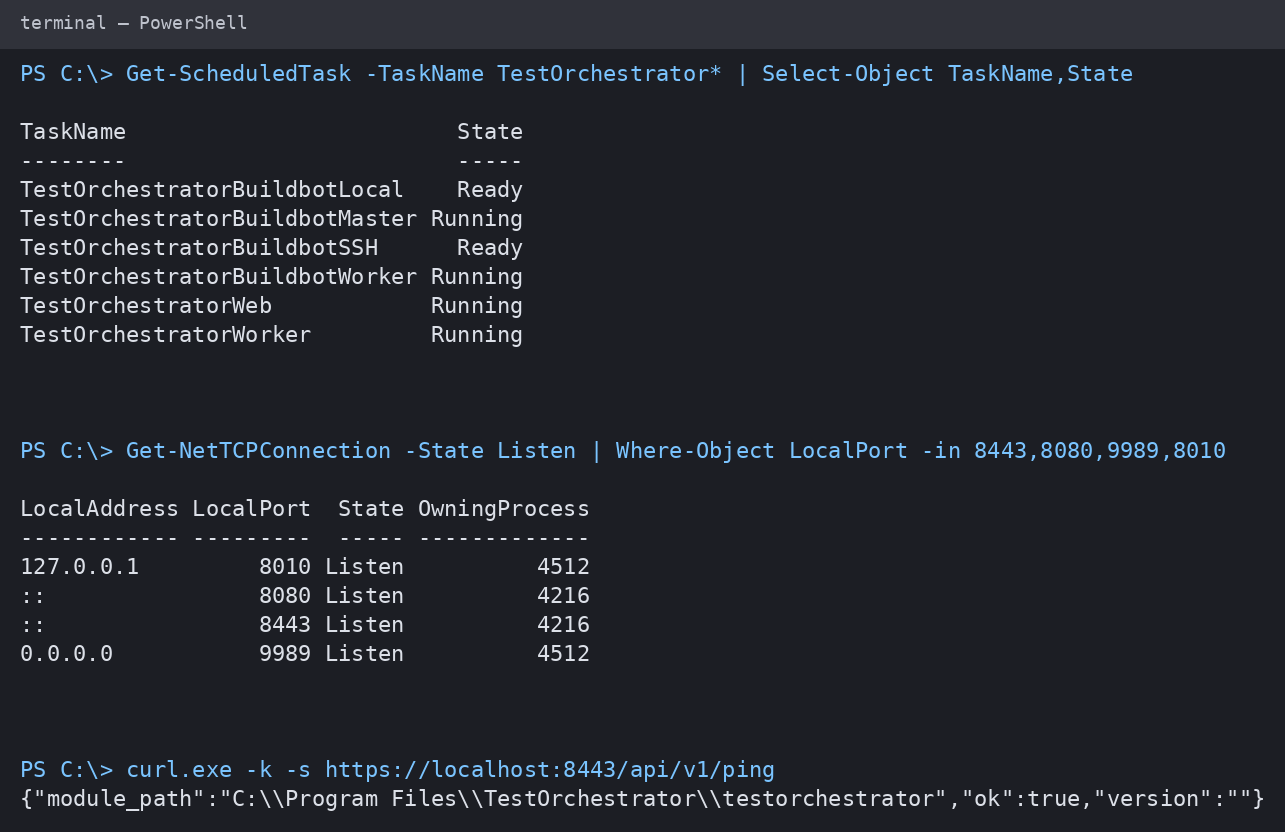 terminal — PowerShell
PS C:\> Get-ScheduledTask -TaskName TestOrchestrator* | Select-Object TaskName,State
TaskName                         State
--------                         -----
TestOrchestratorBuildbotLocal    Ready
TestOrchestratorBuildbotMaster Running
TestOrchestratorBuildbotSSH      Ready
TestOrchestratorBuildbotWorker Running
TestOrchestratorWeb            Running
TestOrchestratorWorker         Running
PS C:\> Get-NetTCPConnection -State Listen | Where-Object LocalPort -in 8443,8080,9989,8010
LocalAddress LocalPort  State OwningProcess
------------ ---------  ----- -------------
127.0.0.1         8010 Listen          4512
::                8080 Listen          4216
::                8443 Listen          4216
0.0.0.0           9989 Listen          4512
PS C:\> curl.exe -k -s https://localhost:8443/api/v1/ping
{"module_path":"C:\\Program Files\\TestOrchestrator\\testorchestrator","ok":true,"version":""}